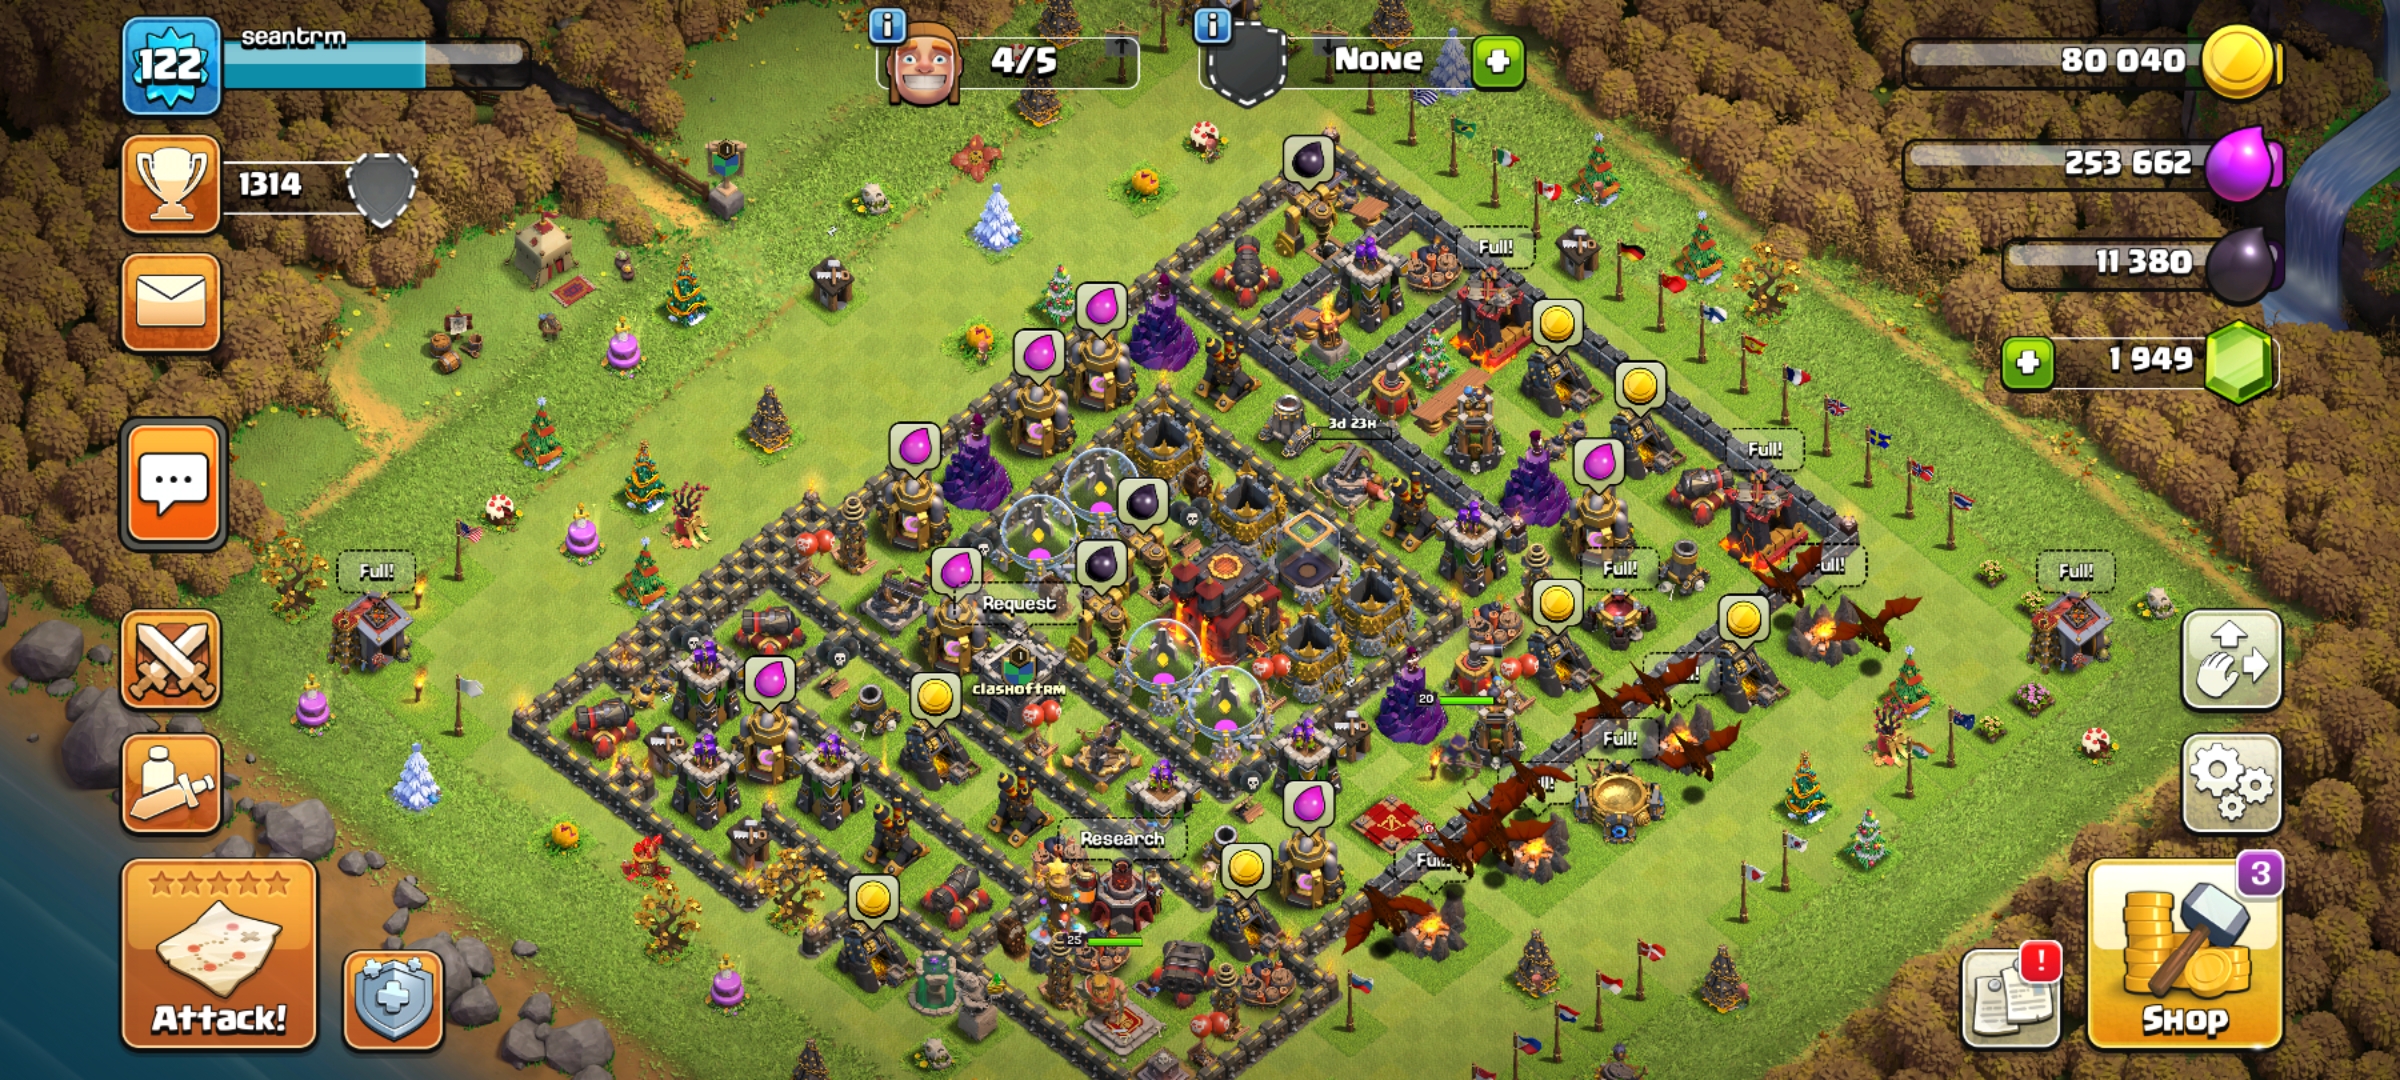 122
seantrm
4/5
None
80 040
1314
253 662
11 380
1 949
Full!
3d 23H
Full!
Full!
Full!
Full!
Request
clashoftrm
20
Full!
Research
25
Attack!
3
!
Shop